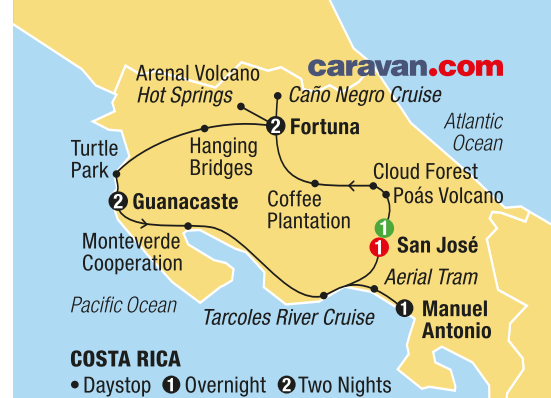 caravan.com
Arenal Volcano
Hot Springs
Caño Negro Cruise
2 Fortuna
Atlantic
Ocean
Hanging
Bridges
Turtle
Park
Cloud Forest
Poás Volcano
2 Guanacaste
Coffee
Plantation
1
1 San José
Monteverde
Cooperation
Aerial Tram
Pacific Ocean
Tarcoles River Cruise
1 Manuel
Antonio
COSTA RICA
• Daystop 1 Overnight 2 Two Nights